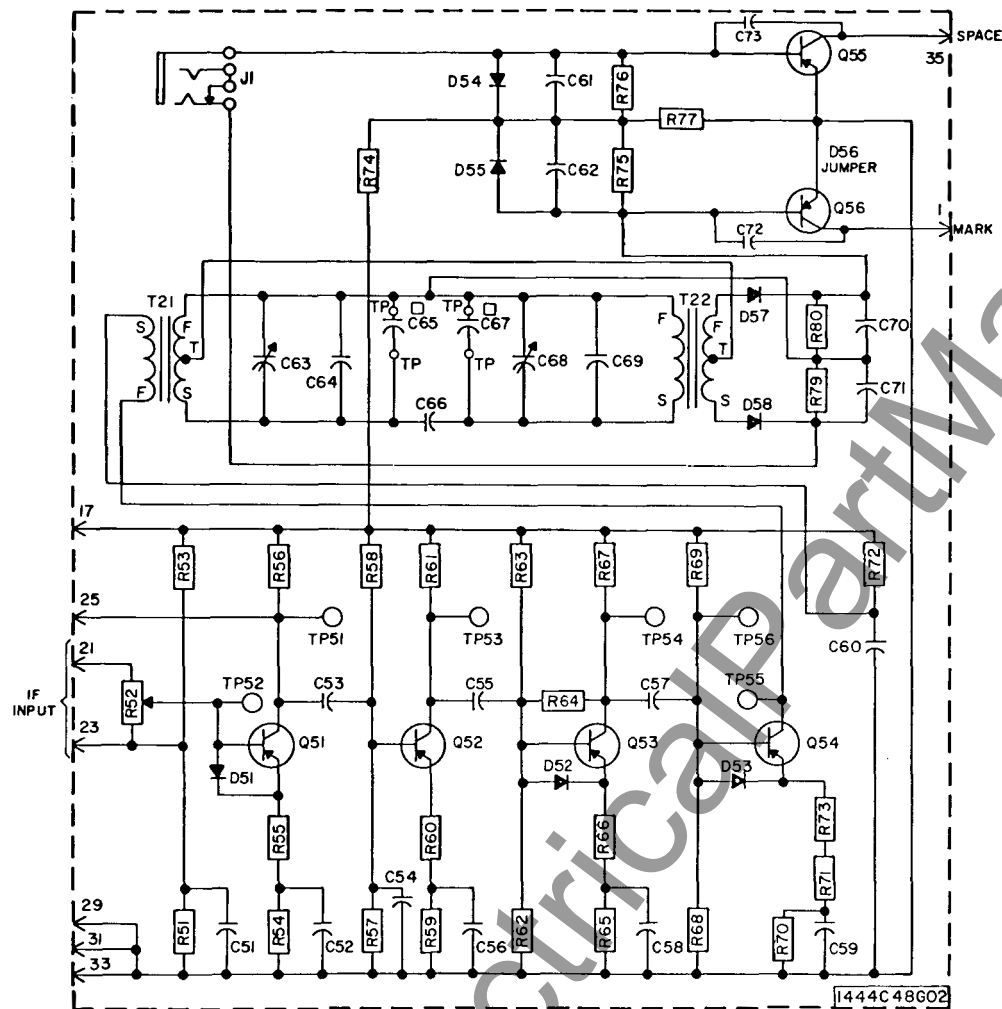 C73
SPACE
35
Q55
J1
D54
C61
R76
R77
R74
D55
C62
R75
D56
JUMPER
Q56
1
MARK
C72
T21
T22
S
F
F
T
S
TP
C65
TP
TP
C67
TP
C63
C64
C66
C68
C69
F
S
F
T
S
D57
D58
R80
R79
C70
C71
17
R53
R56
R58
R61
R63
R67
R69
R72
25
TP51
TP53
TP54
TP56
C60
21
IF
INPUT
R52
TP52
C53
C55
R64
C57
TP55
23
Q51
Q52
Q53
Q54
D51
D52
D53
R55
R60
R66
R73
R71
29
31
33
R51
C51
R54
C52
R57
C54
R59
C56
R62
R65
C58
R68
R70
C59
1444C48G02
ctricalPartMa